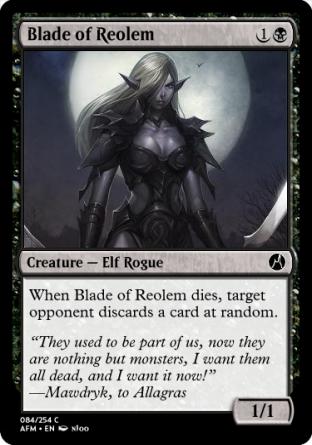 Blade of Reolem 1
Creature — Elf Rogue
When Blade of Reolem dies, target
opponent discards a card at random.
“They used to be part of us, now they
are nothing but monsters, I want them
all dead, and I want it now!”
—Mawdryk, to Allagras
1/1
084/254 C
AFM • EN sfoo